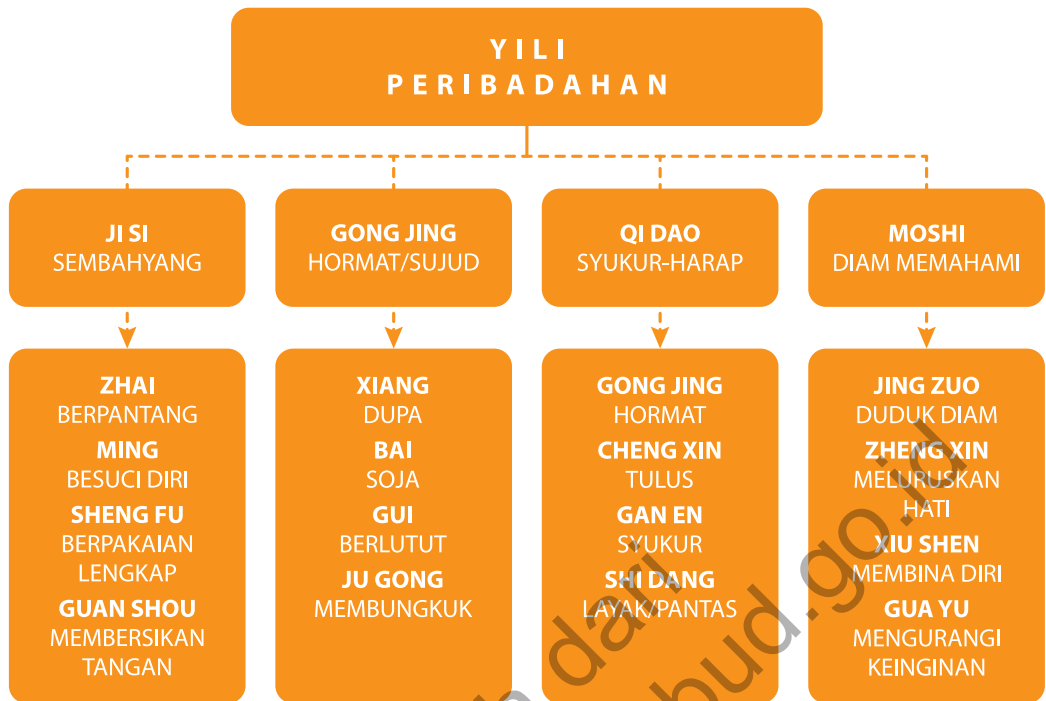 YILI
PERIBADAHAN
JI SI
SEMBAHYANG
GONG JING
HORMAT/SUJUD
QI DAO
SYUKUR-HARAP
MOSHI
DIAM MEMAHAMI
ZHAI
BERPANTANG
MING
BESUCI DIRI
SHENG FU
BERPAKAIAN
LENGKAP
GUAN SHOU
MEMBERSIKAN
TANGAN
XIANG
DUPA
BAI
SOJA
GUI
BERLUTUT
JU GONG
MEMBUNGKUK
GONG JING
HORMAT
CHENG XIN
TULUS
GAN EN
SYUKUR
SHI DANG
LAYAK/PANTAS
JING ZUO
DUDUK DIAM
ZHENG XIN
MELURUSKAN
HATI
XIU SHEN
MEMBINA DIRI
GUA YU
MENGURANGI
KEINGINAN
dari
bud.go.id